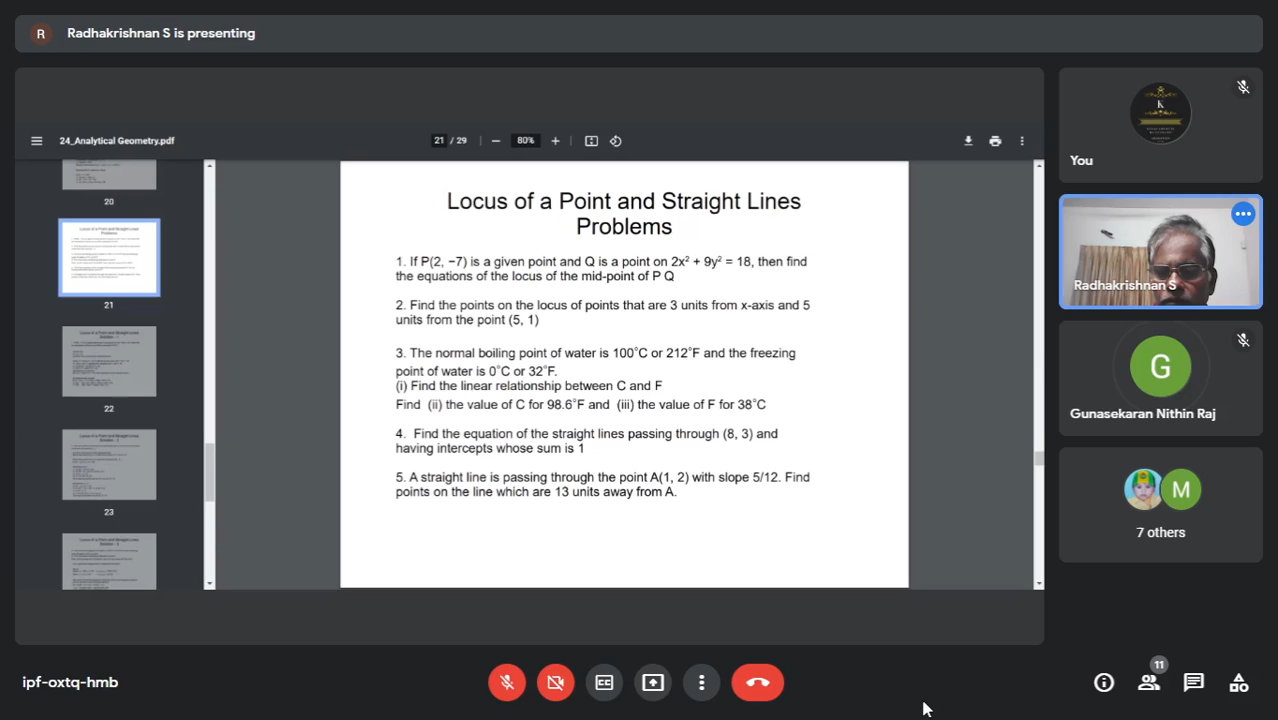 R
Radhakrishnan S is presenting
24_Analytical Geometry.pdf
21 / 29
80%
20
21
22
23
Locus of a Point and Straight Lines
Problems
1. If P(2, −7) is a given point and Q is a point on 2x² + 9y² = 18, then find
the equations of the locus of the mid-point of P Q
2. Find the points on the locus of points that are 3 units from x-axis and 5
units from the point (5, 1)
3. The normal boiling point of water is 100°C or 212°F and the freezing
point of water is 0°C or 32°F.
(i) Find the linear relationship between C and F
Find (ii) the value of C for 98.6°F and (iii) the value of F for 38°C
4. Find the equation of the straight lines passing through (8, 3) and
having intercepts whose sum is 1
5. A straight line is passing through the point A(1, 2) with slope 5/12. Find
points on the line which are 13 units away from A.
K
You
Radhakrishnan S
G
Gunasekaran Nithin Raj
M
7 others
ipf-oxtq-hmb
CC
11